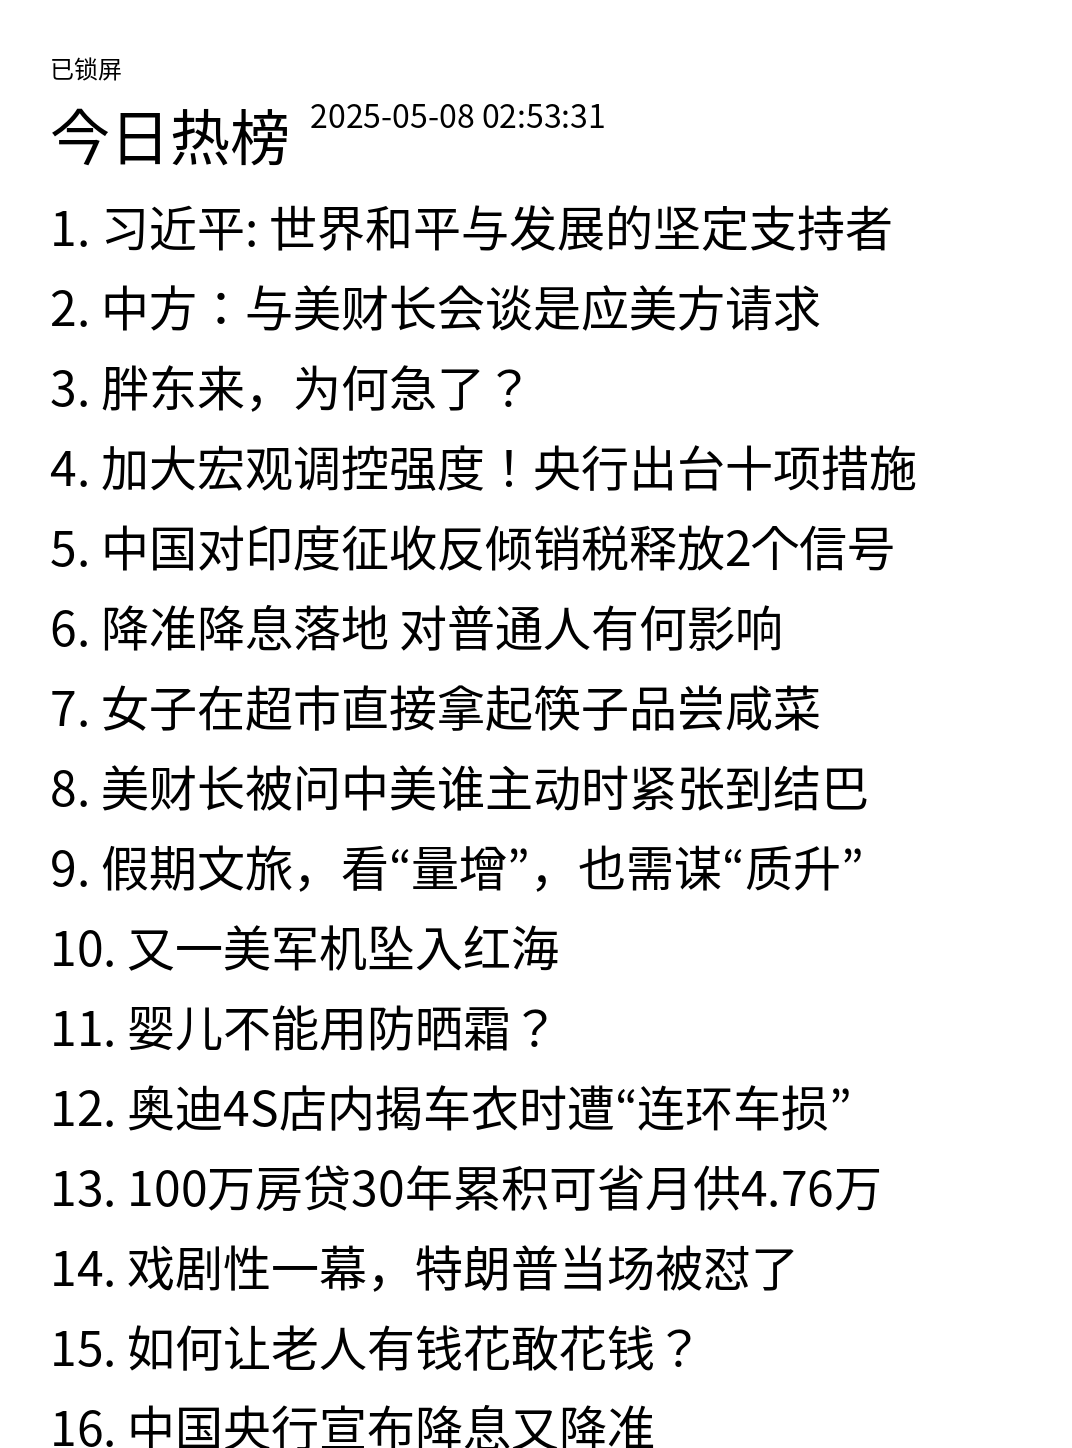 已锁屏
今日热榜 2025-05-08 02:53:31
1. 习近平: 世界和平与发展的坚定支持者
2. 中方：与美财长会谈是应美方请求
3. 胖东来，为何急了？
4. 加大宏观调控强度！央行出台十项措施
5. 中国对印度征收反倾销税释放2个信号
6. 降准降息落地 对普通人有何影响
7. 女子在超市直接拿起筷子品尝咸菜
8. 美财长被问中美谁主动时紧张到结巴
9. 假期文旅，看“量增”，也需谋“质升”
10. 又一美军机坠入红海
11. 婴儿不能用防晒霜？
12. 奥迪4S店内揭车衣时遭“连环车损”
13. 100万房贷30年累积可省月供4.76万
14. 戏剧性一幕，特朗普当场被怼了
15. 如何让老人有钱花敢花钱？
16. 中国央行宣布降息又降准